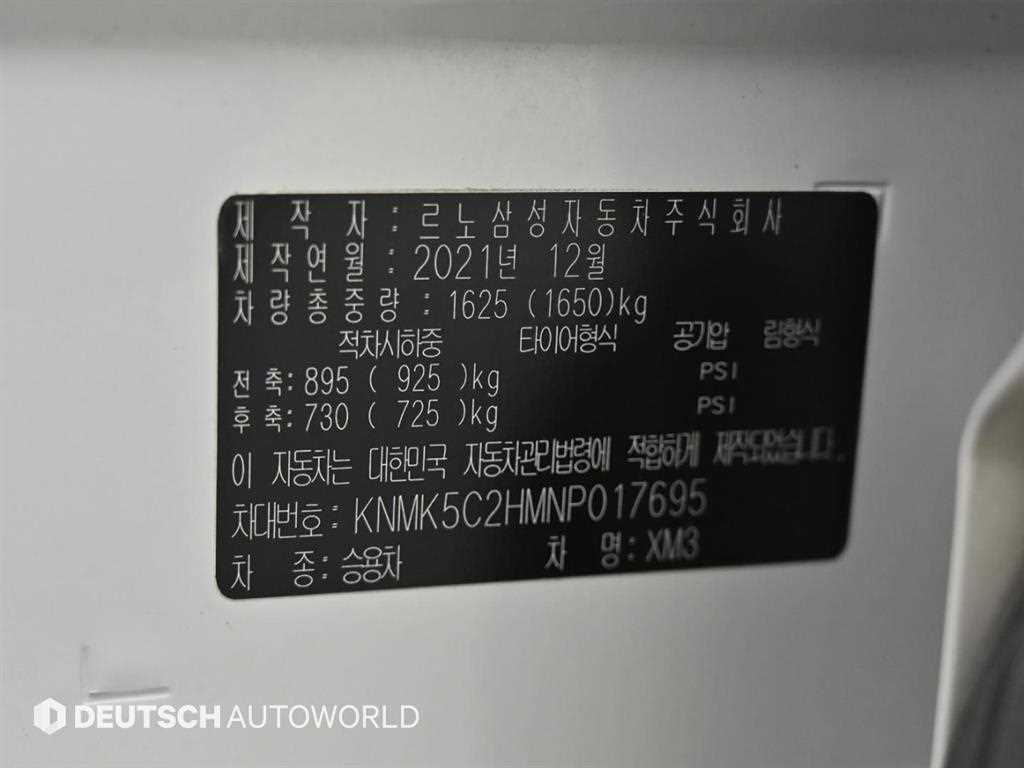 제 작 자 : 르노삼성자동차주식회사
제작연월 : 2021년 12월
차량총중량 : 1625 (1650)kg
적차시하중 타이어형식 공기압 림형식
전 축: 895 ( 925 )kg PSI
후 축: 730 ( 725 )kg PSI
이 자동차는 대한민국 자동차관리법령에 적합하게 제작되었습니다.
차대번호: KNMK5C2HMNP017695
차 종: 승용차 차 명: XM3
DEUTSCH AUTOWORLD